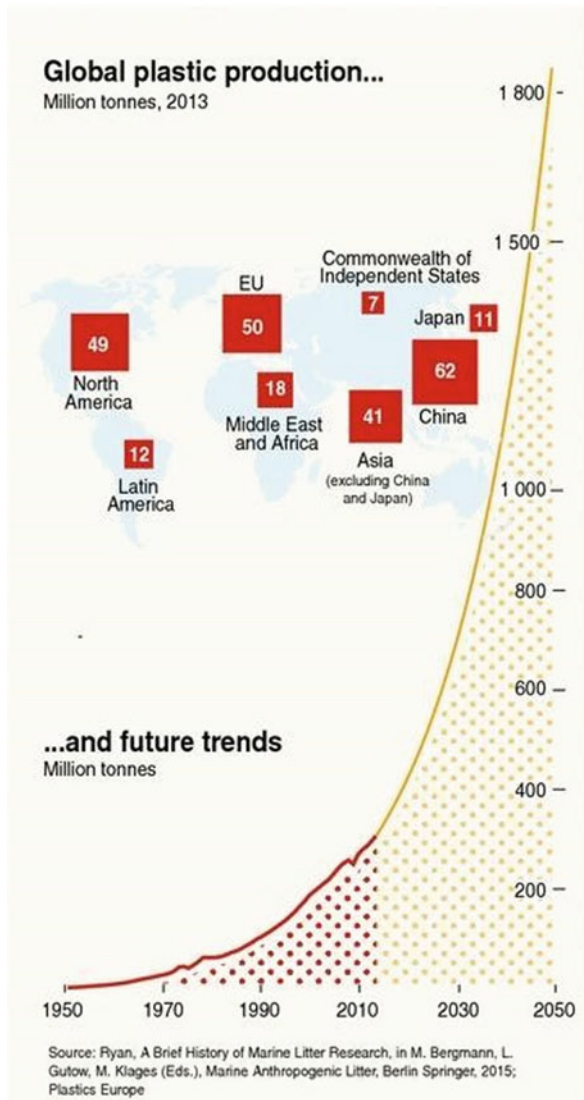 Global plastic production...
Million tonnes, 2013
1 800
1 500
Commonwealth of
Independent States
EU
7
Japan 11
50
49
62
North
America
18
41
China
Middle East
and Africa
12
Asia
(excluding China
and Japan)
Latin
America
1 000
800
600
...and future trends
Million tonnes
400
200
1950 1970 1990 2010 2030 2050
Source: Ryan, A Brief History of Marine Litter Research, in M. Bergmann, L.
Gutow, M. Klages (Eds.), Marine Anthropogenic Litter, Berlin Springer, 2015;
Plastics Europe